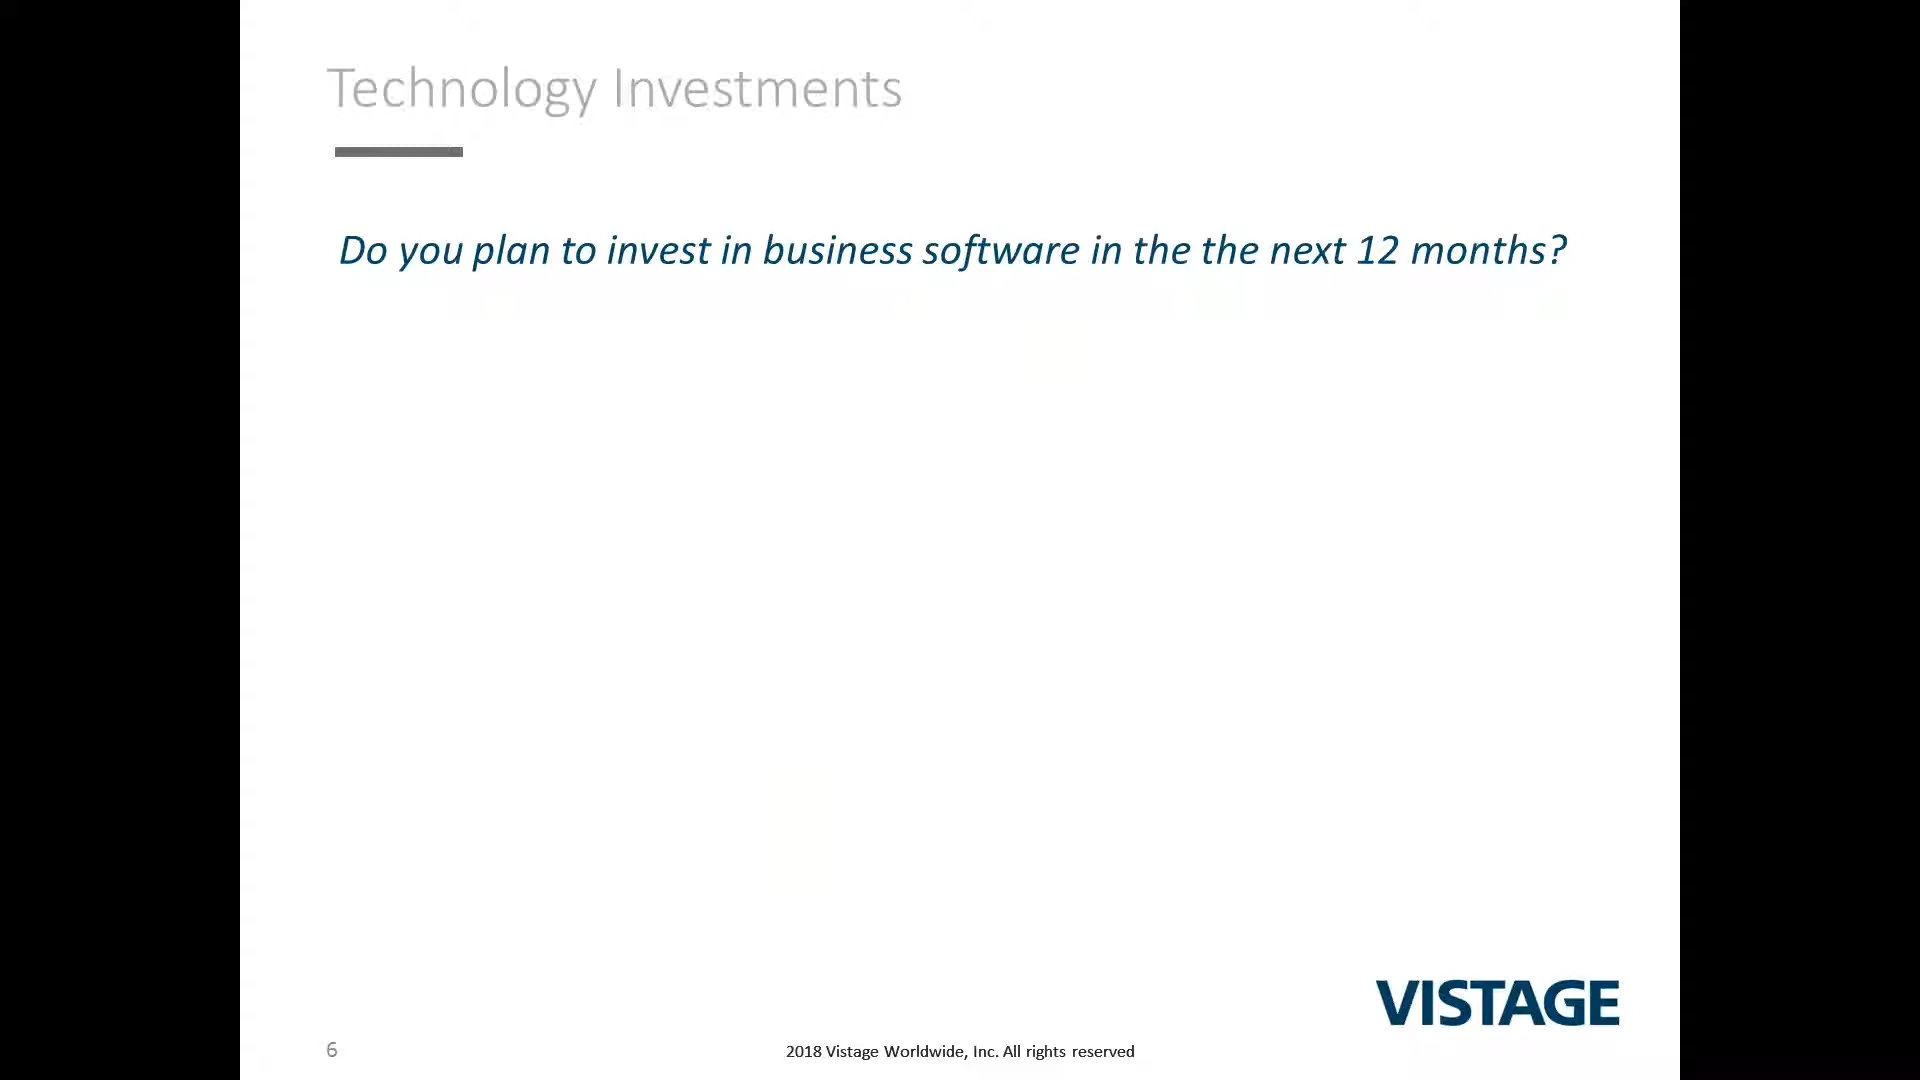 Technology Investments
Do you plan to invest in business software in the the next 12 months?
VISTAGE
6
2018 Vistage Worldwide, Inc. All rights reserved